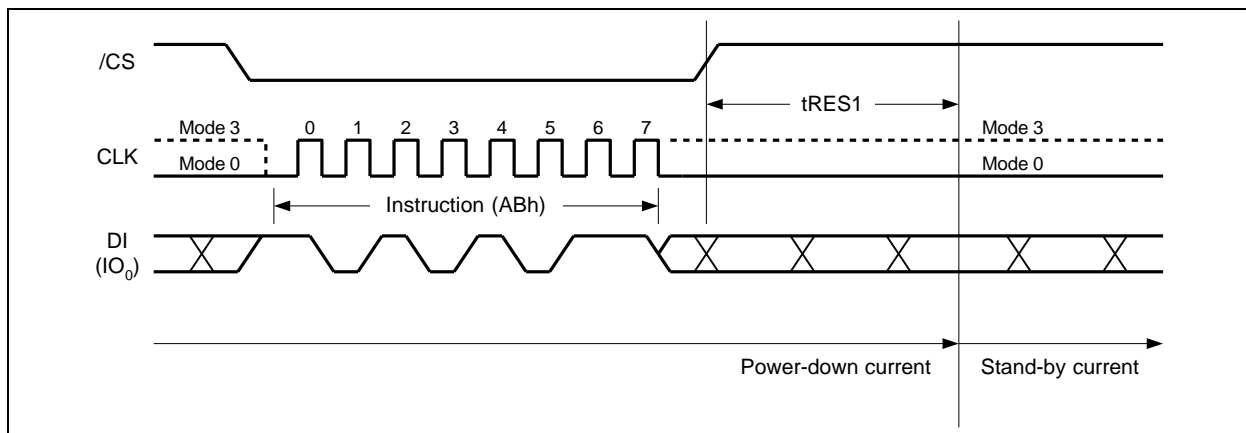 /CS
tRES1
Mode 3 0 1 2 3 4 5 6 7 Mode 3
CLK
Mode 0 Mode 0
Instruction (ABh)
DI
(IO₀)
Power-down current Stand-by current